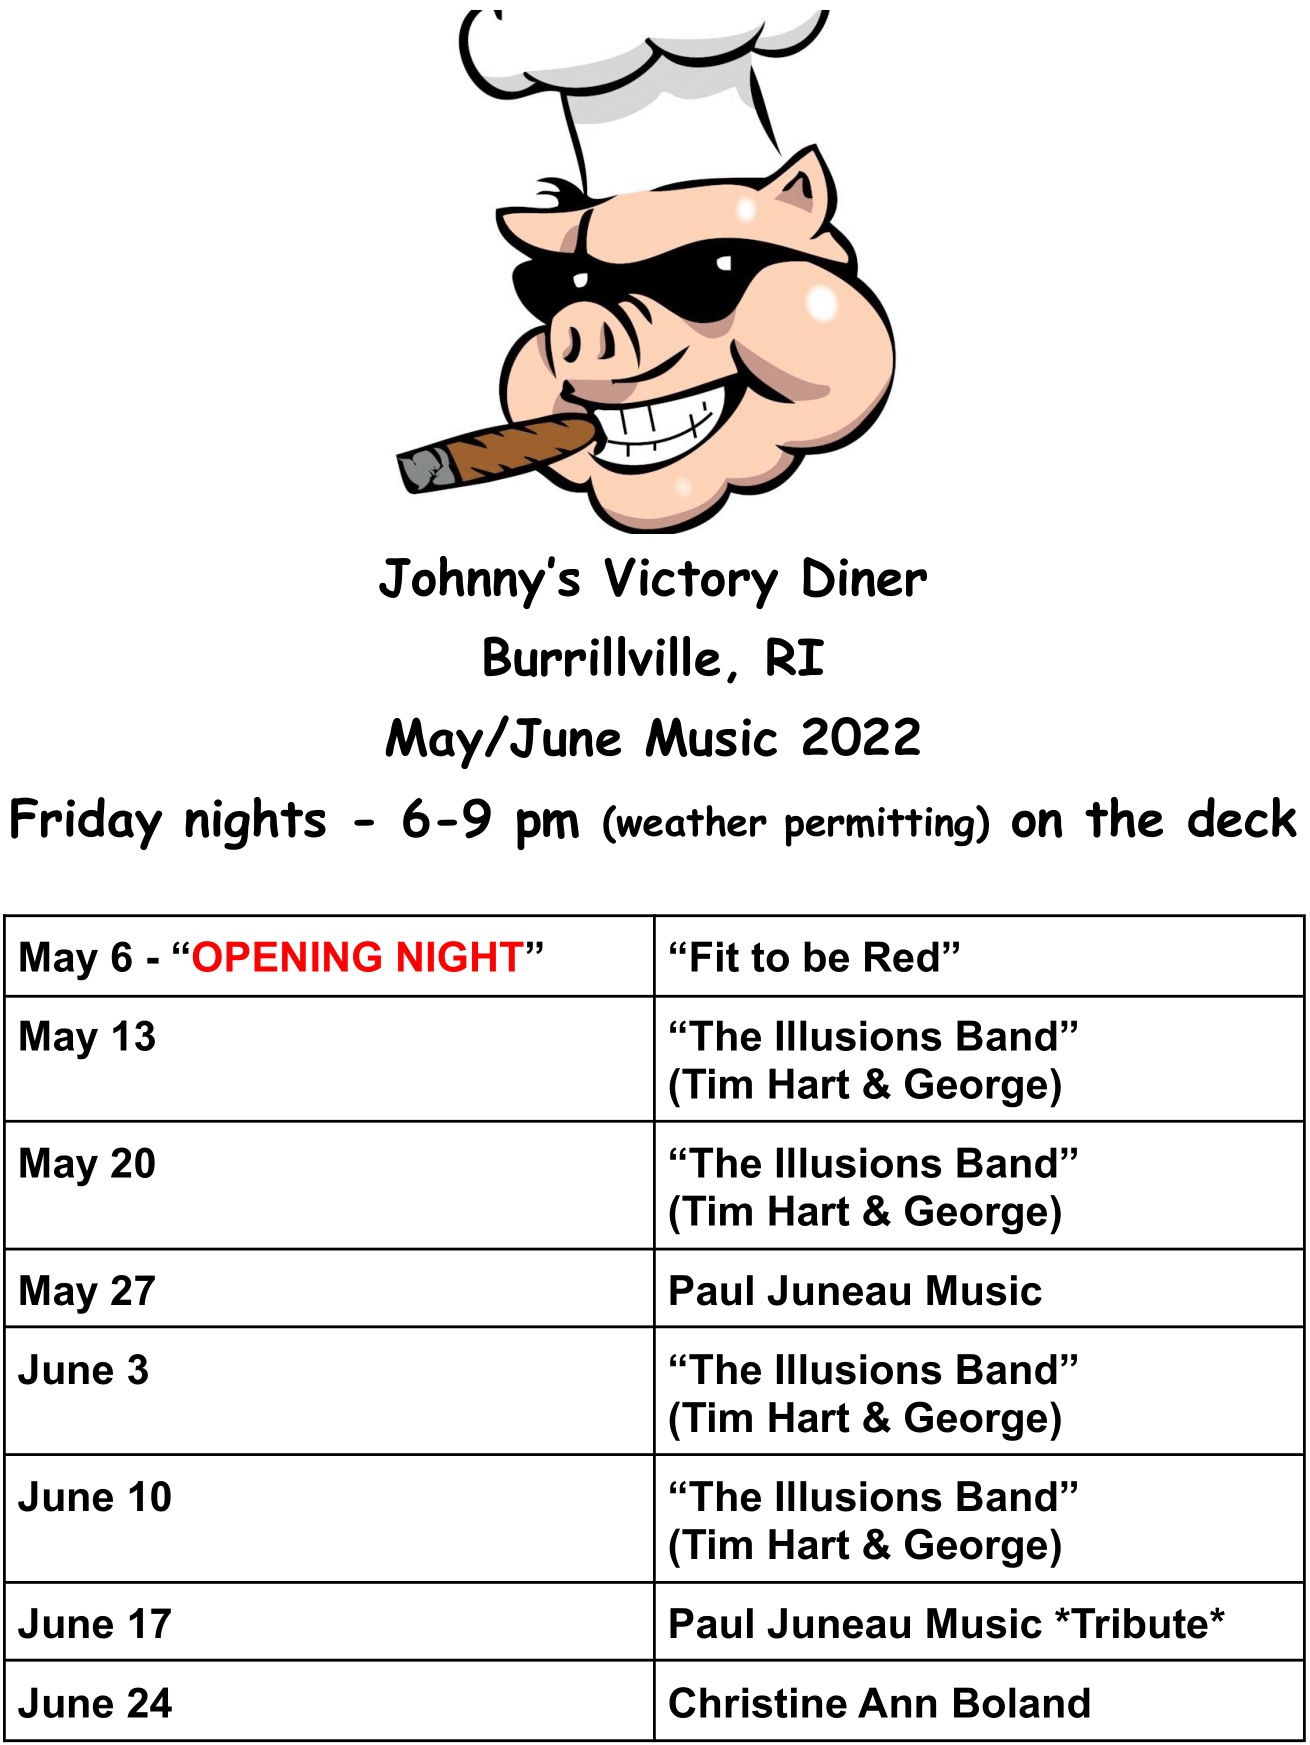 Johnny’s Victory Diner
Burrillville, RI
May/June Music 2022
Friday nights - 6-9 pm (weather permitting) on the deck
May 6 - “OPENING NIGHT” “Fit to be Red”
May 13 “The Illusions Band”
(Tim Hart & George)
May 20 “The Illusions Band”
(Tim Hart & George)
May 27 Paul Juneau Music
June 3 “The Illusions Band”
(Tim Hart & George)
June 10 “The Illusions Band”
(Tim Hart & George)
June 17 Paul Juneau Music *Tribute*
June 24 Christine Ann Boland